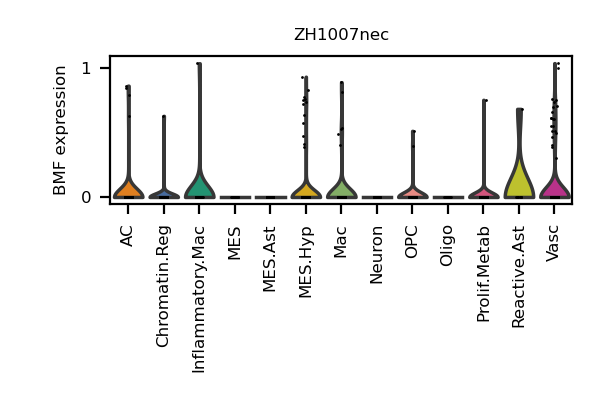 ZH1007nec
BMF expression
1
0
AC
Chromatin.Reg
Inflammatory.Mac
MES
MES.Ast
MES.Hyp
Mac
Neuron
OPC
Oligo
Prolif.Metab
Reactive.Ast
Vasc